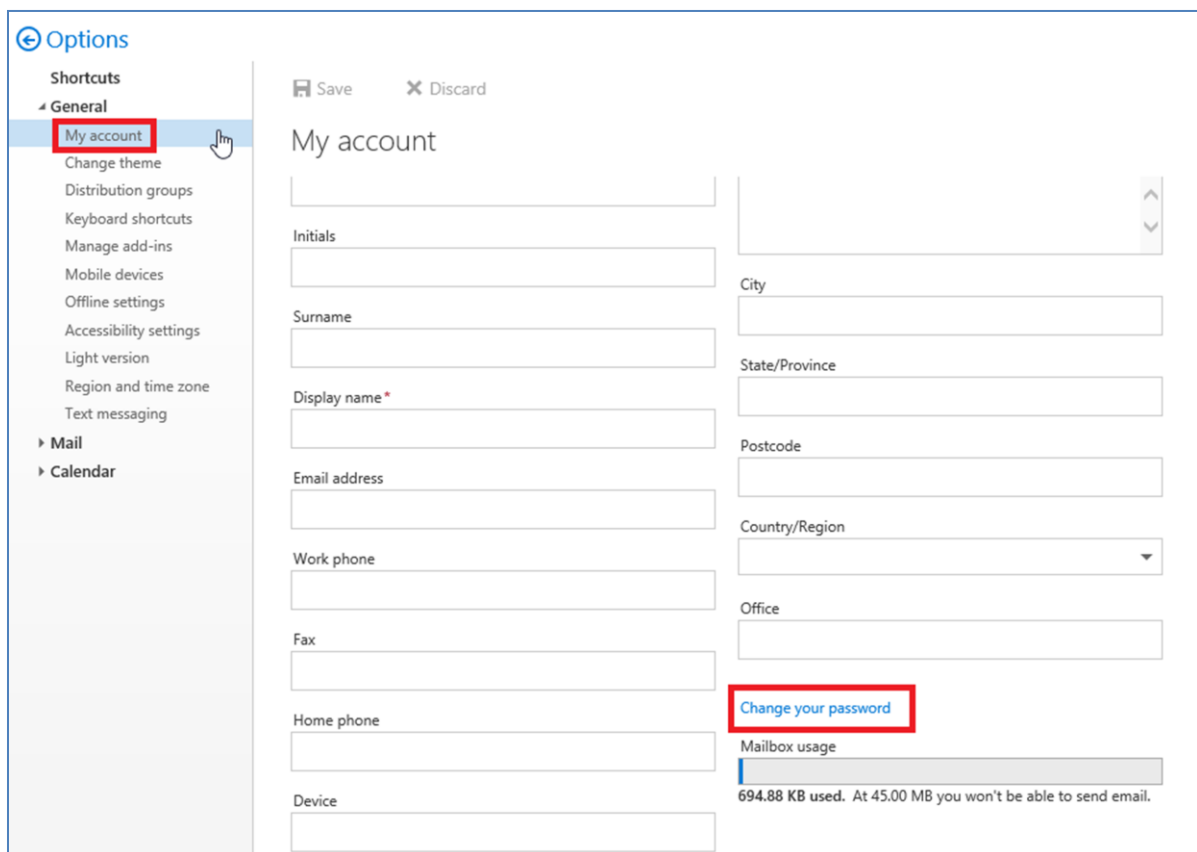 Options
Shortcuts
General
My account
Change theme
Distribution groups
Keyboard shortcuts
Manage add-ins
Mobile devices
Offline settings
Accessibility settings
Light version
Region and time zone
Text messaging
Mail
Calendar
Save
Discard
My account
Initials
Surname
Display name*
Email address
Work phone
Fax
Home phone
Device
City
State/Province
Postcode
Country/Region
Office
Change your password
Mailbox usage
694.88 KB used. At 45.00 MB you won't be able to send email.